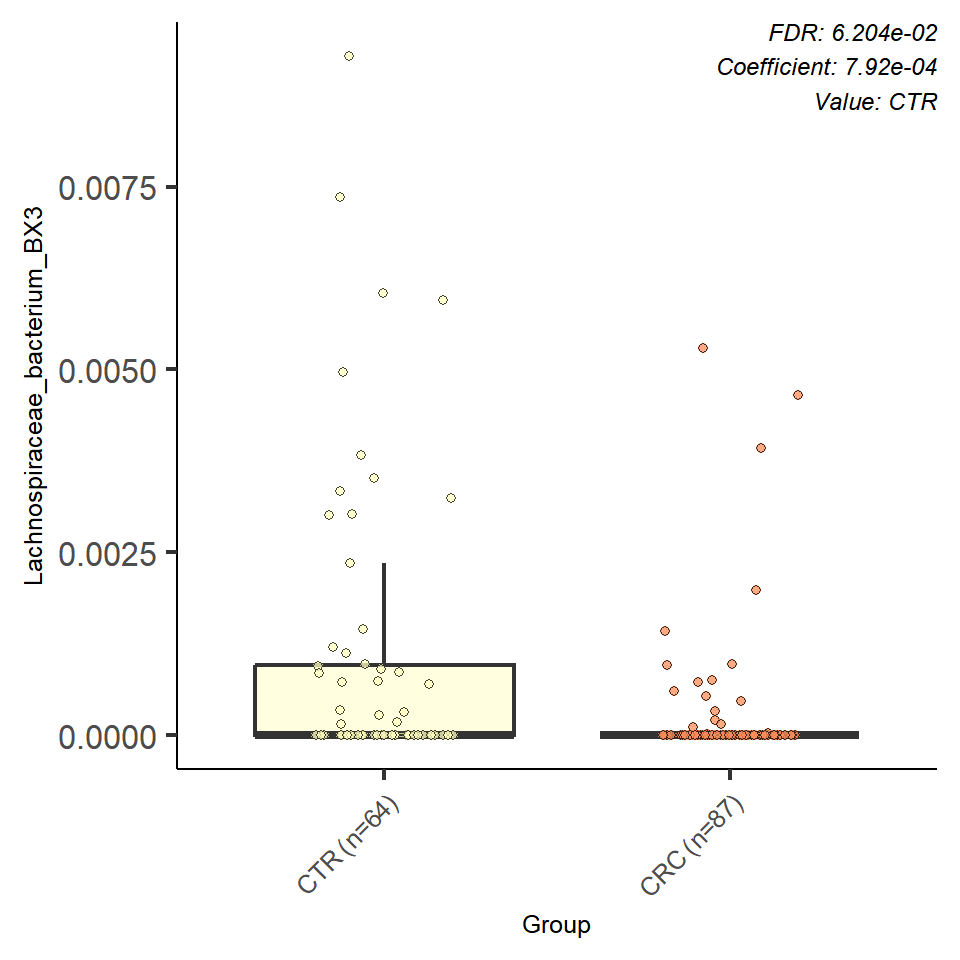 FDR: 6.204e-02
Coefficient: 7.92e-04
Value: CTR
Lachnospiraceae_bacterium_BX3
0.0075
0.0050
0.0025
0.0000
CTR (n=64)
CRC (n=87)
Group